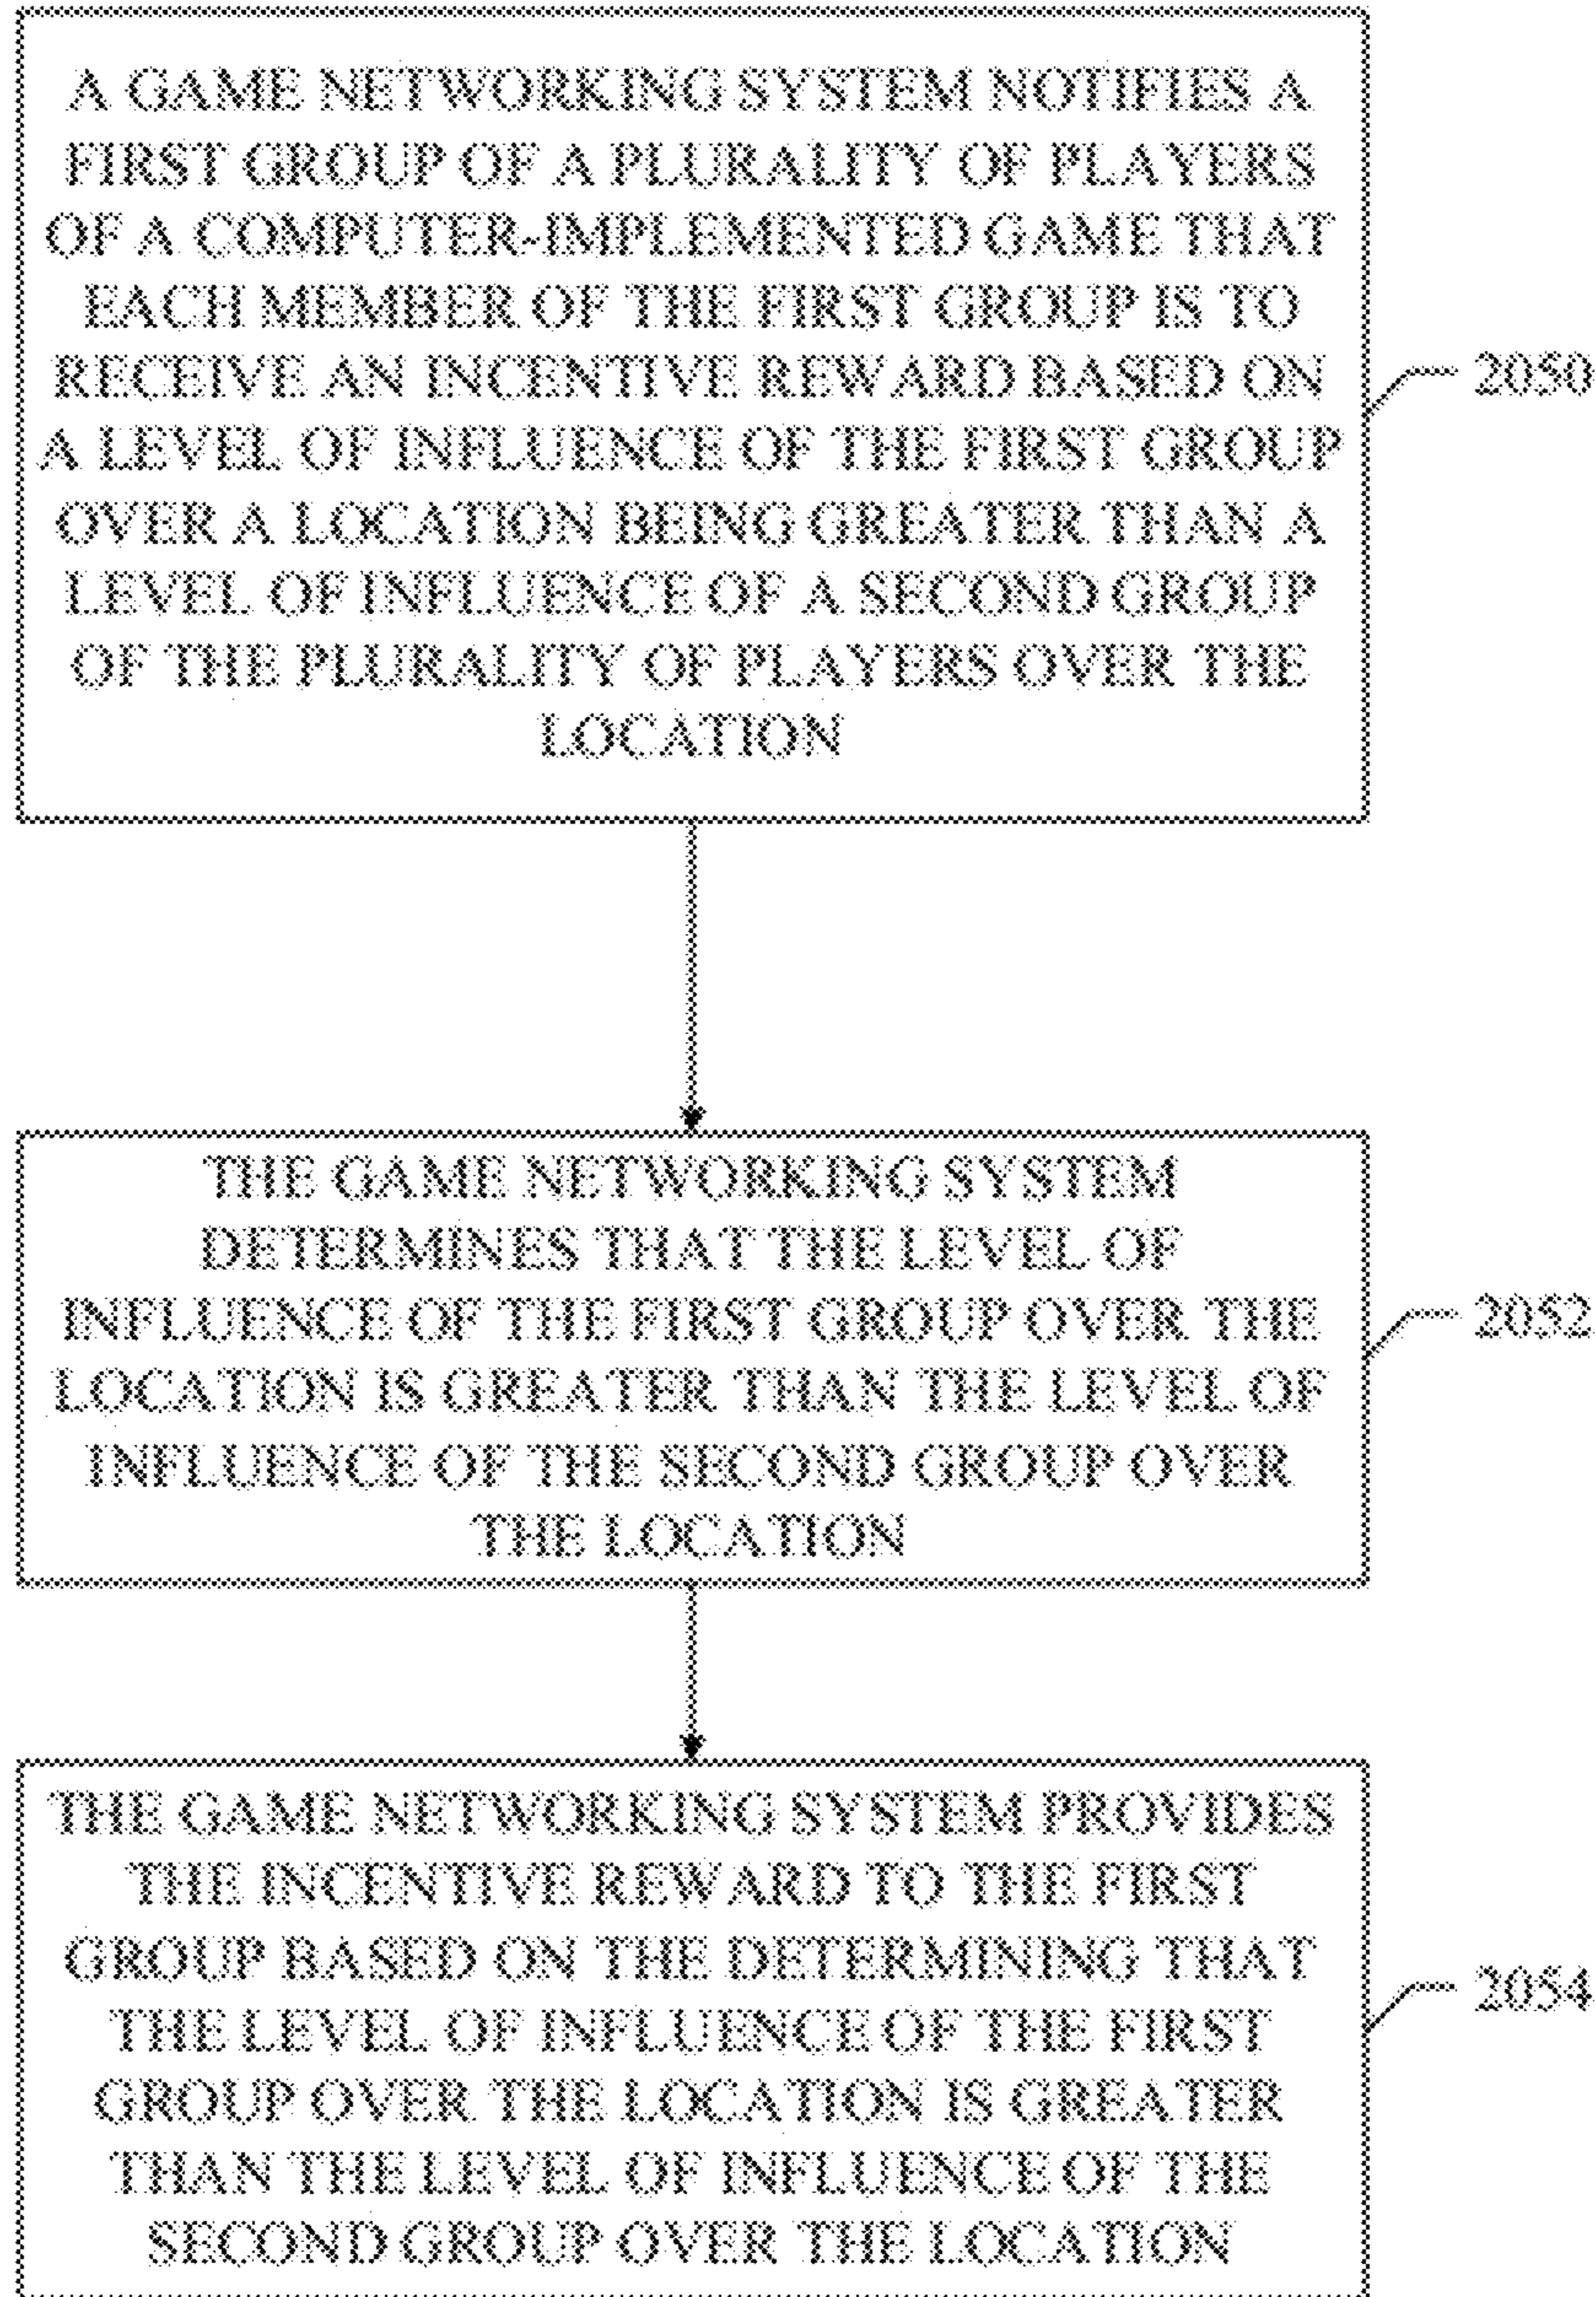 A GAME NETWORKING SYSTEM NOTIFIES A
FIRST GROUP OF A PLURALITY OF PLAYERS
OF A COMPUTER-IMPLEMENTED GAME THAT
EACH MEMBER OF THE FIRST GROUP IS TO
RECEIVE AN INCENTIVE REWARD BASED ON
A LEVEL OF INFLUENCE OF THE FIRST GROUP
OVER A LOCATION BEING GREATER THAN A
LEVEL OF INFLUENCE OF A SECOND GROUP
OF THE PLURALITY OF PLAYERS OVER THE
LOCATION
2050
THE GAME NETWORKING SYSTEM
DETERMINES THAT THE LEVEL OF
INFLUENCE OF THE FIRST GROUP OVER THE
LOCATION IS GREATER THAN THE LEVEL OF
INFLUENCE OF THE SECOND GROUP OVER
THE LOCATION
2052
THE GAME NETWORKING SYSTEM PROVIDES
THE INCENTIVE REWARD TO THE FIRST
GROUP BASED ON THE DETERMINING THAT
THE LEVEL OF INFLUENCE OF THE FIRST
GROUP OVER THE LOCATION IS GREATER
THAN THE LEVEL OF INFLUENCE OF THE
SECOND GROUP OVER THE LOCATION
2054